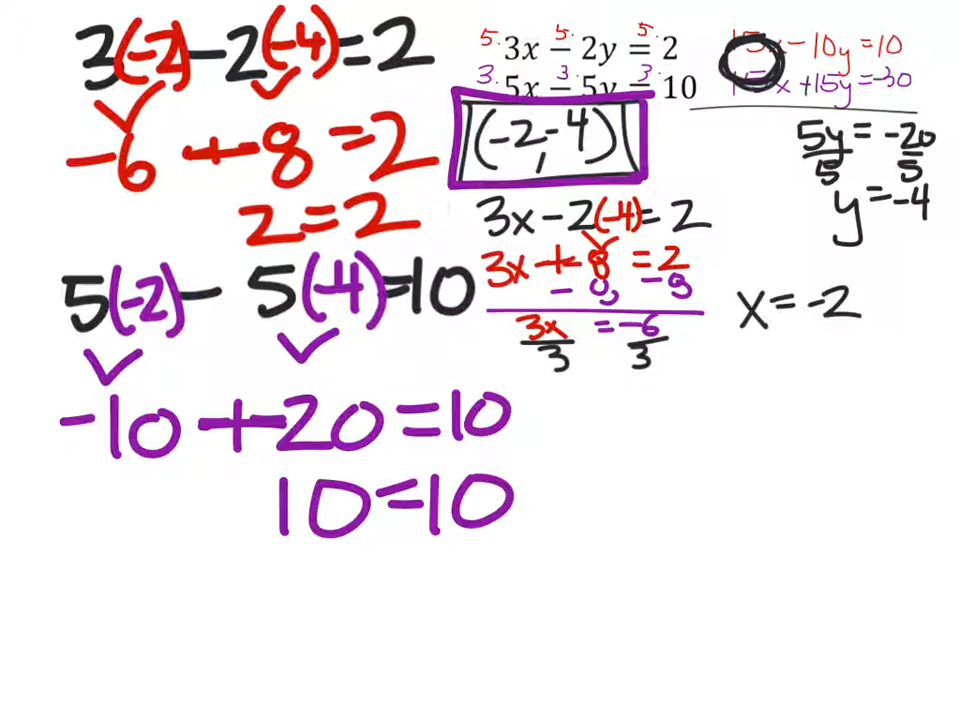 3(-2)-2(-4)=2
-6 + 8 = 2
2 = 2
5(-2)- 5(-4)=10
-10 + 20 = 10
10 = 10
5. 5. 5.
3x − 2y = 2
3. 3. 3.
5x − 5y = 10
(-2,-4)
3x - 2(-4) = 2
3x + 8 = 2
- 8 - 8
3x = -6
3 3
15x - 10y = 10
x + 15y = -30
5y = -20
5 5
y = -4
x = -2